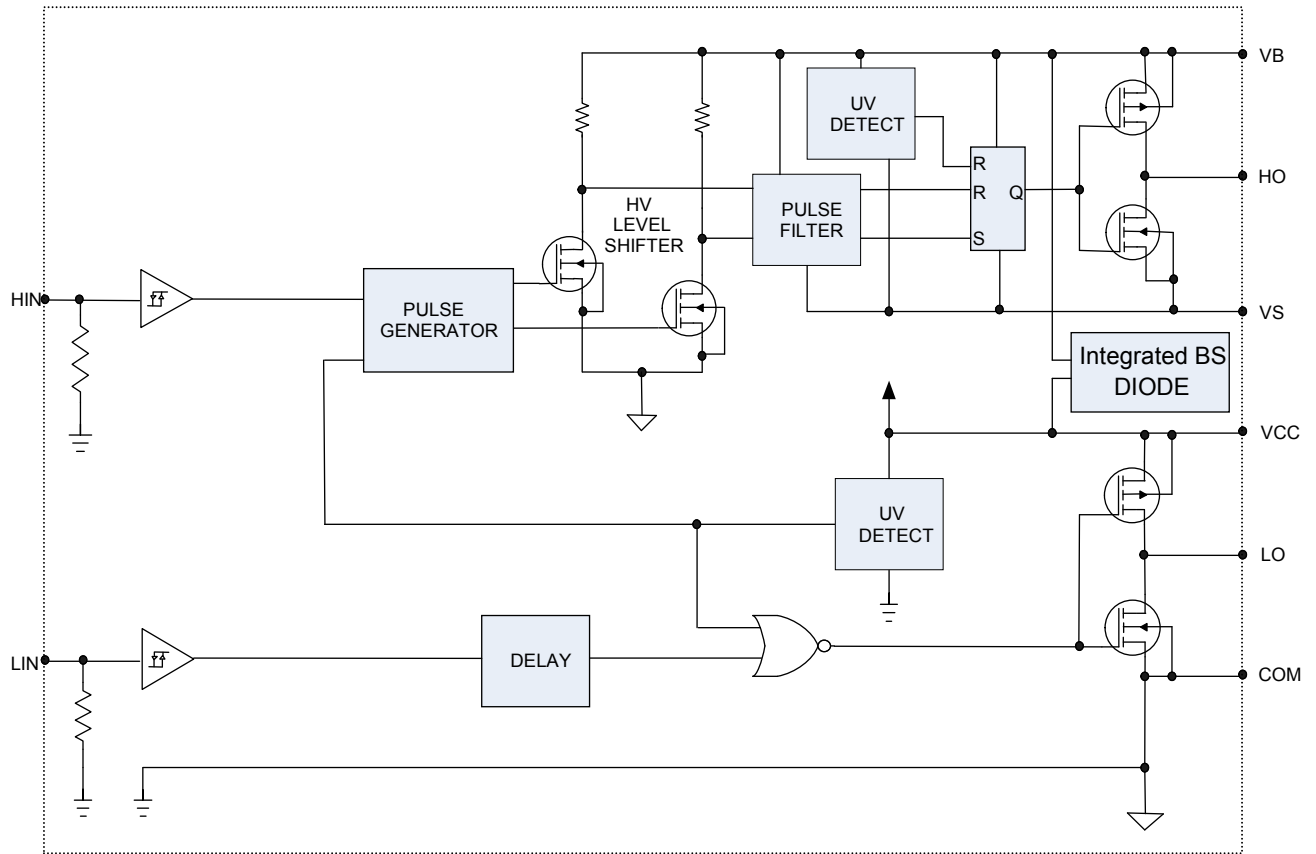 VB
UV
DETECT
R
R
Q
S
HO
HV
LEVEL
SHIFTER
PULSE
FILTER
HIN
PULSE
GENERATOR
VS
Integrated BS
DIODE
VCC
UV
DETECT
LO
LIN
DELAY
COM